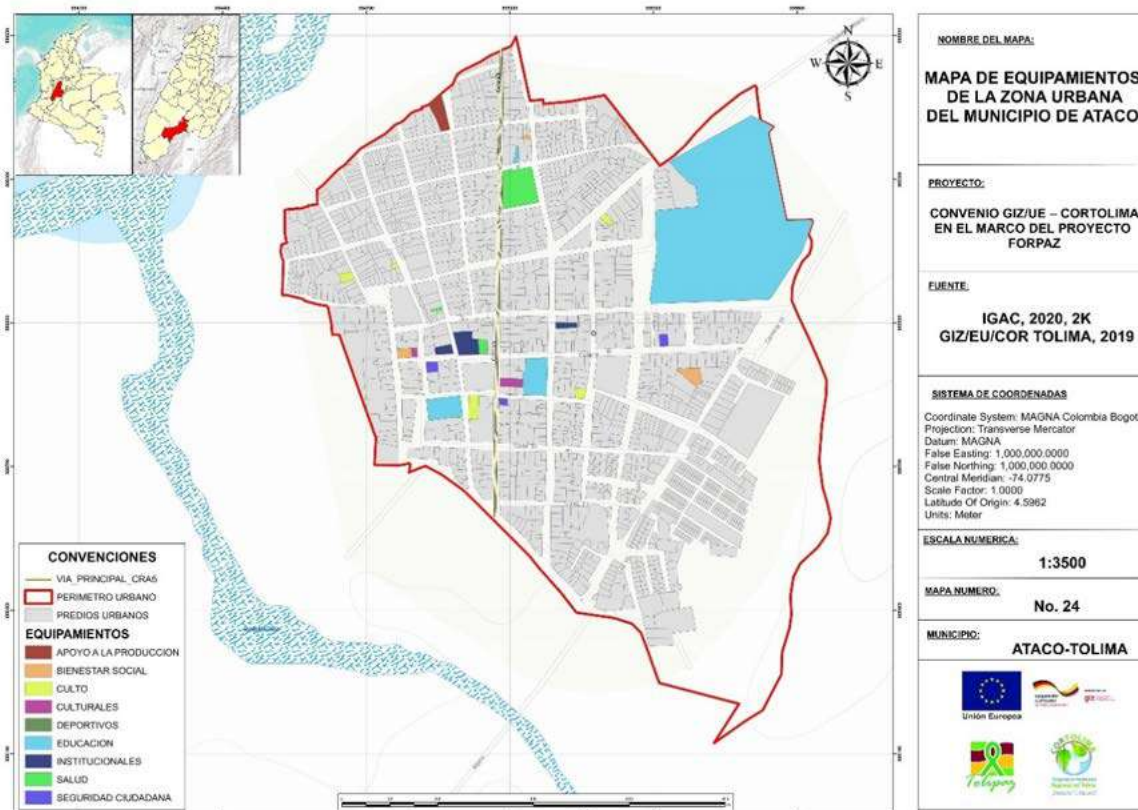 NOMBRE DEL MAPA:
MAPA DE EQUIPAMIENTOS
DE LA ZONA URBANA
DEL MUNICIPIO DE ATACO
PROYECTO:
CONVENIO GIZ/UE – CORTOLIMA
EN EL MARCO DEL PROYECTO
FORPAZ
FUENTE:
IGAC, 2020, 2K
GIZ/EU/COR TOLIMA, 2019
SISTEMA DE COORDENADAS
Coordinate System: MAGNA Colombia Bogot
Projection: Transverse Mercator
Datum: MAGNA
False Easting: 1,000,000.0000
False Northing: 1,000,000.0000
Central Meridian: -74.0775
Scale Factor: 1.0000
Latitude Of Origin: 4.5962
Units: Meter
ESCALA NUMERICA:
1:3500
MAPA NUMERO:
No. 24
MUNICIPIO:
ATACO-TOLIMA
Unión Europea
Tolipaz
CORTOLIMA
N
W E
S
CONVENCIONES
VIA_PRINCIPAL_CRA5
PERIMETRO URBANO
PREDIOS URBANOS
EQUIPAMIENTOS
APOYO A LA PRODUCCION
BIENESTAR SOCIAL
CULTO
CULTURALES
DEPORTIVOS
EDUCACION
INSTITUCIONALES
SALUD
SEGURIDAD CIUDADANA